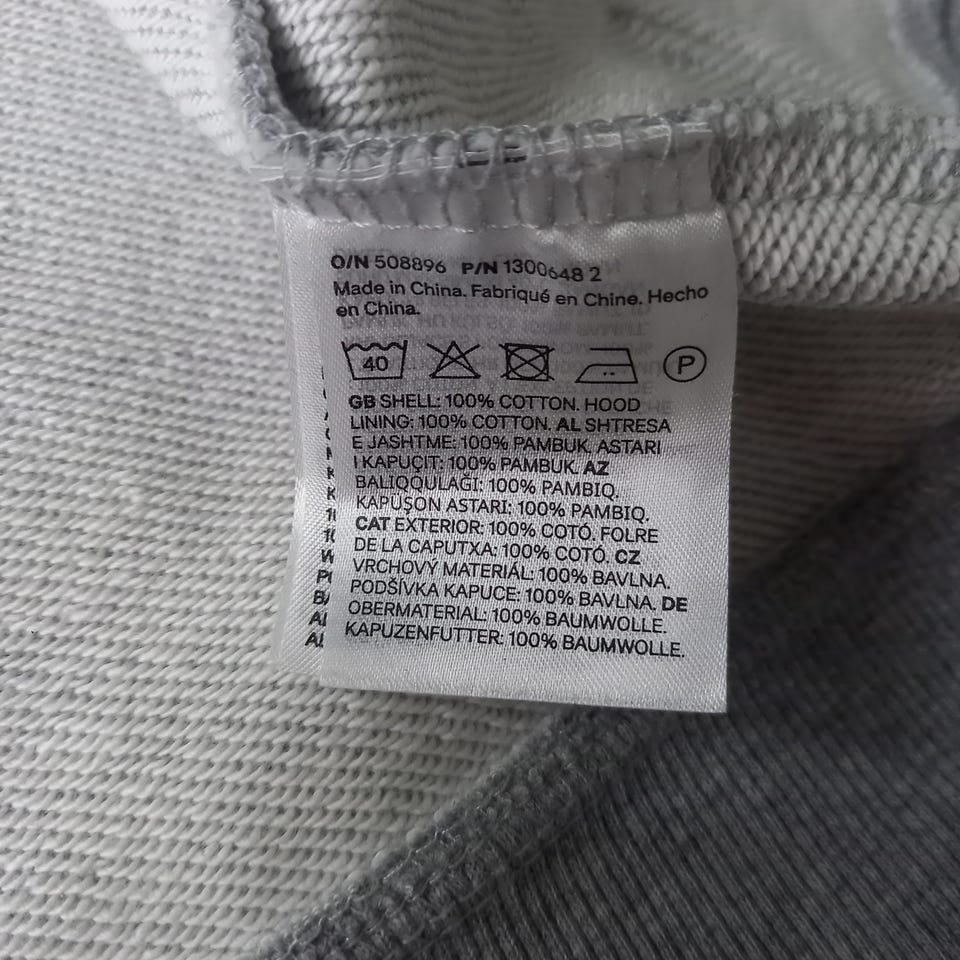 O/N 508896 P/N 1300648 2
Made in China. Fabriqué en Chine. Hecho
en China.
40 P
GB SHELL: 100% COTTON. HOOD
LINING: 100% COTTON. AL SHTRESA
E JASHTME: 100% PAMBUK. ASTARI
I KAPUÇIT: 100% PAMBUK. AZ
BALIQQULAĞI: 100% PAMBIQ.
KAPUŞON ASTARI: 100% PAMBIQ.
CAT EXTERIOR: 100% COTÓ. FOLRE
DE LA CAPUTXA: 100% COTÓ. CZ
VRCHOVÝ MATERIÁL: 100% BAVLNA.
PODŠÍVKA KAPUCE: 100% BAVLNA. DE
OBERMATERIAL: 100% BAUMWOLLE.
KAPUZENFUTTER: 100% BAUMWOLLE.